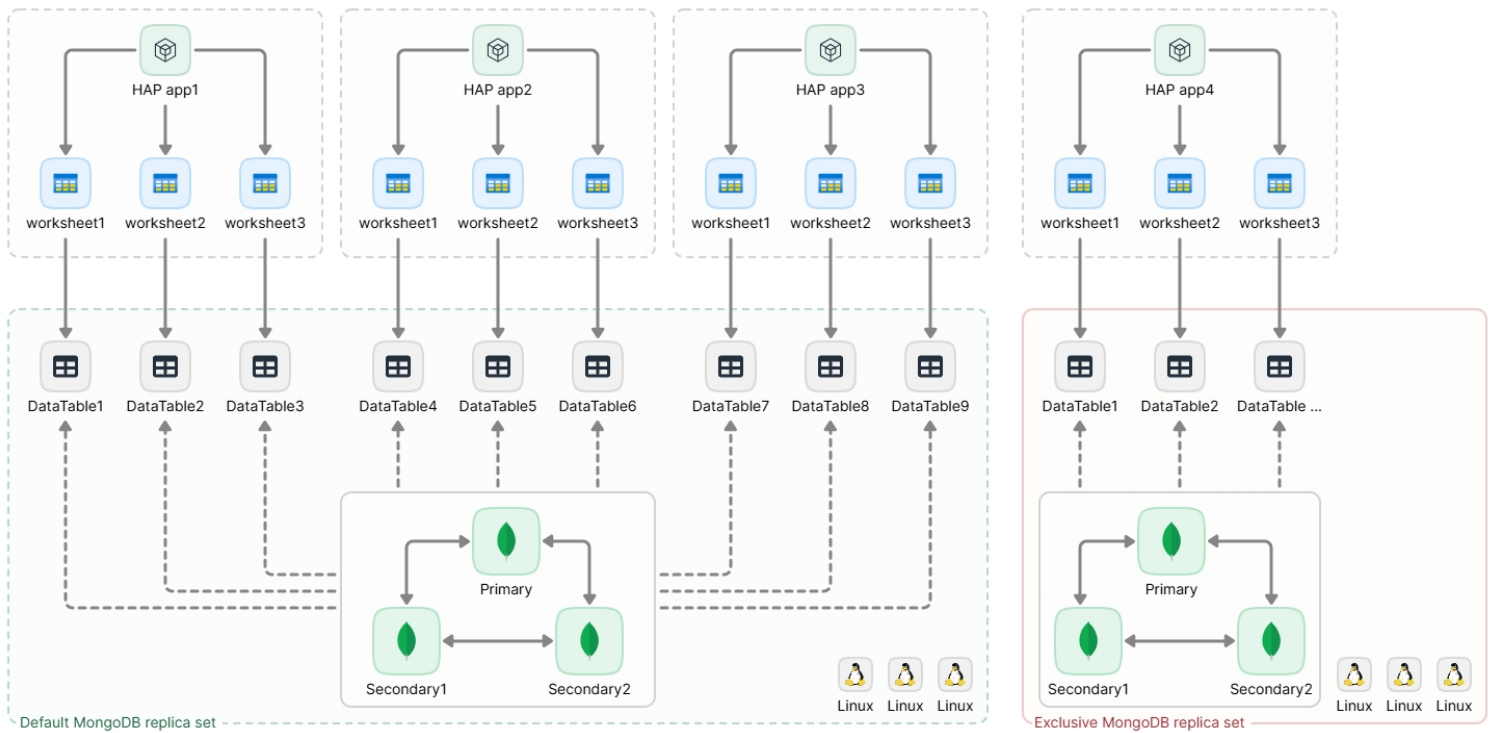 HAP app1
HAP app2
HAP app3
HAP app4
worksheet1 worksheet2 worksheet3
worksheet1 worksheet2 worksheet3
worksheet1 worksheet2 worksheet3
worksheet1 worksheet2 worksheet3
DataTable1 DataTable2 DataTable3
DataTable4 DataTable5 DataTable6
DataTable7 DataTable8 DataTable9
DataTable1 DataTable2 DataTable ...
Primary
Secondary1 Secondary2
Linux Linux Linux
Default MongoDB replica set
Primary
Secondary1 Secondary2
Linux Linux Linux
Exclusive MongoDB replica set